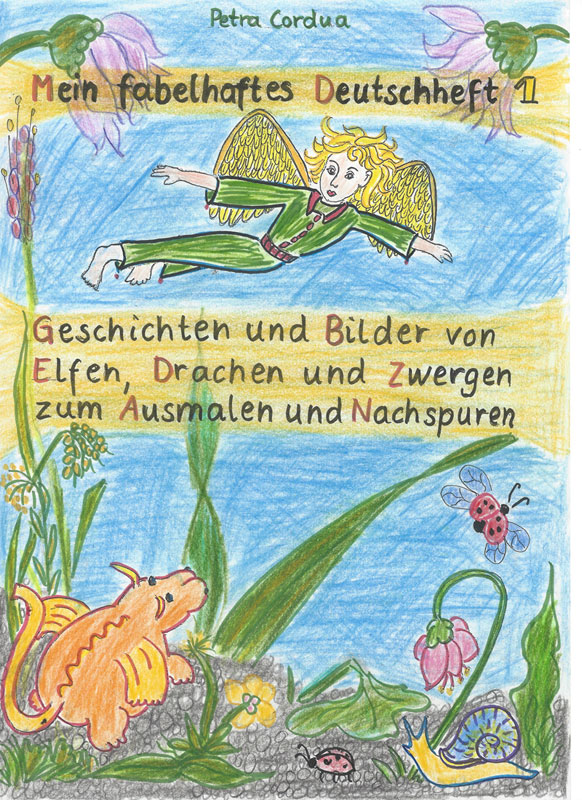 Petra Cordua
Mein fabelhaftes Deutschheft 1
Geschichten und Bilder von
Elfen, Drachen und Zwergen
zum Ausmalen und Nachspuren